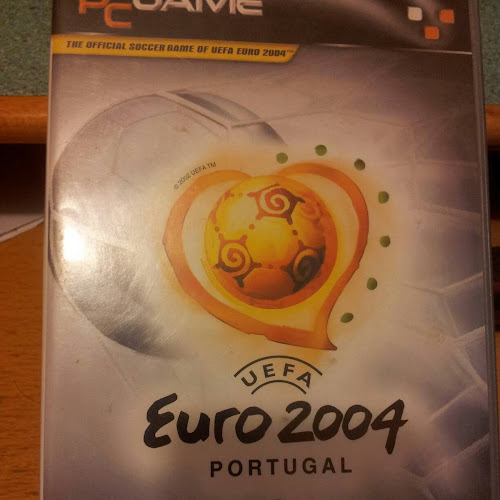 PC GAME
THE OFFICIAL SOCCER GAME OF UEFA EURO 2004™
© 2002 UEFA TM
UEFA
Euro 2004
PORTUGAL